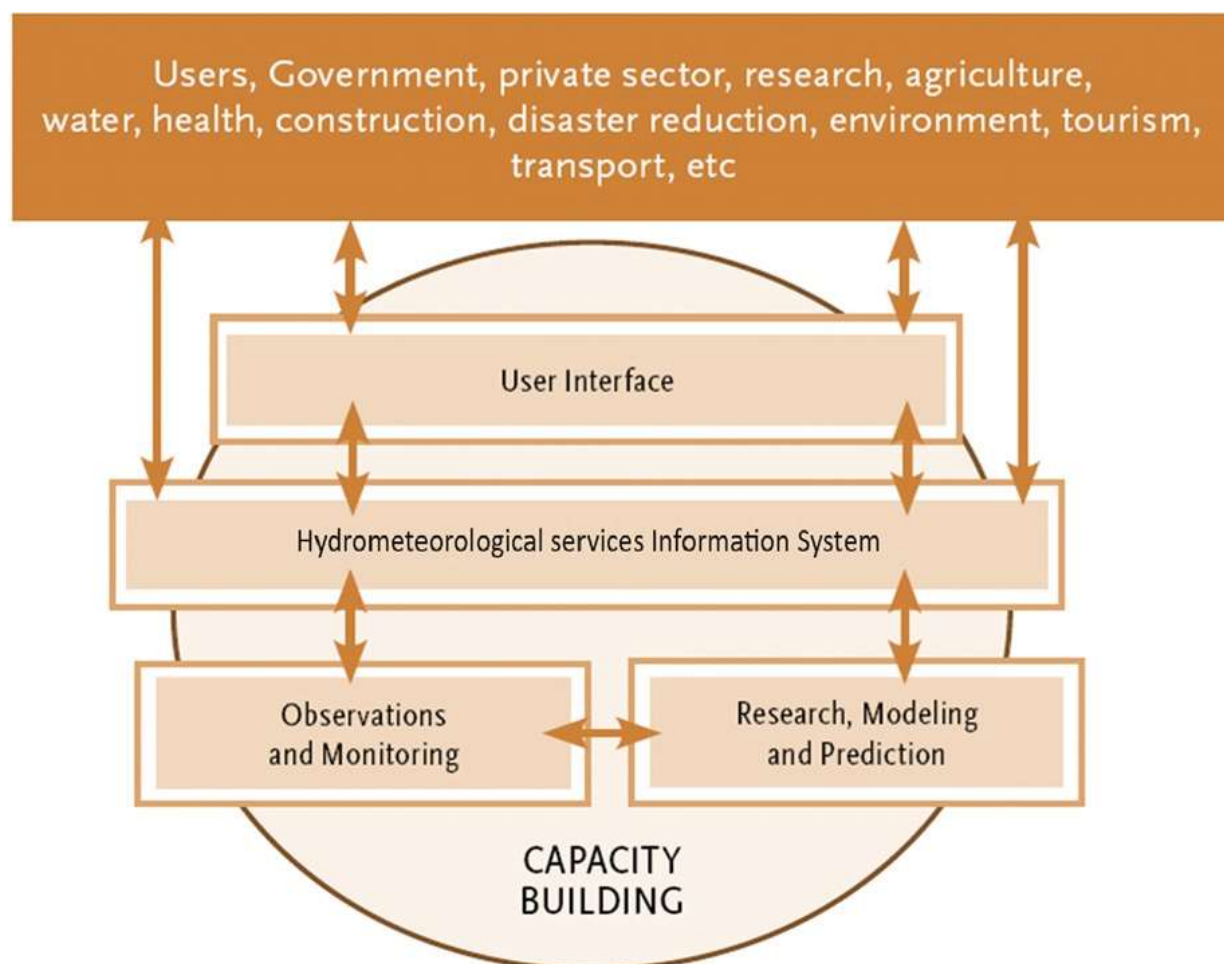 Users, Government, private sector, research, agriculture,
water, health, construction, disaster reduction, environment, tourism,
transport, etc
User Interface
Hydrometeorological services Information System
Observations
and Monitoring
Research, Modeling
and Prediction
CAPACITY
BUILDING